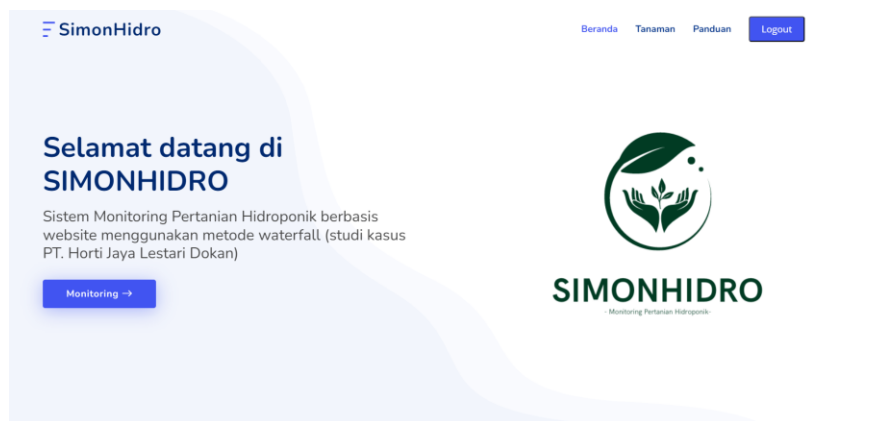 SimonHidro
Beranda Tanaman Panduan Logout
Selamat datang di
SIMONHIDRO
Sistem Monitoring Pertanian Hidroponik berbasis
website menggunakan metode waterfall (studi kasus
PT. Horti Jaya Lestari Dokan)
Monitoring →
SIMONHIDRO
- Monitoring Pertanian Hidroponik-